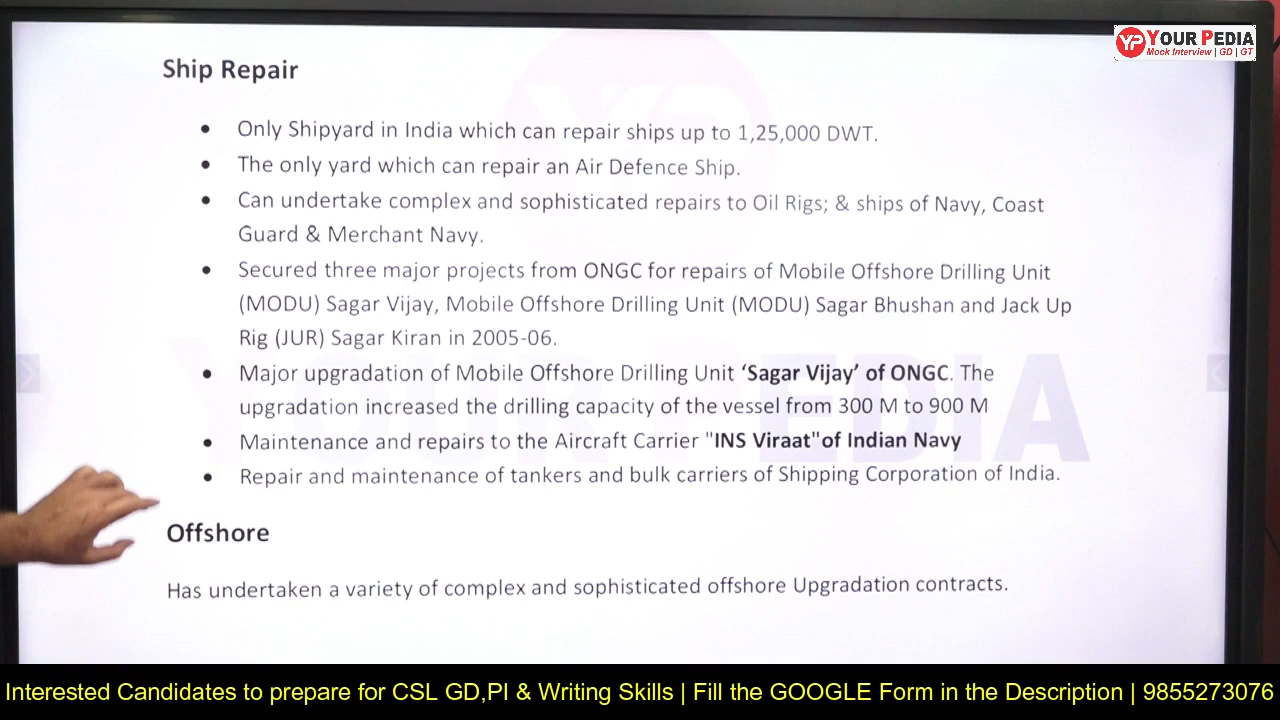 YP YOUR PEDIA
Mock Interview | GD | GT
Ship Repair
• Only Shipyard in India which can repair ships up to 1,25,000 DWT.
• The only yard which can repair an Air Defence Ship.
• Can undertake complex and sophisticated repairs to Oil Rigs; & ships of Navy, Coast
Guard & Merchant Navy.
• Secured three major projects from ONGC for repairs of Mobile Offshore Drilling Unit
(MODU) Sagar Vijay, Mobile Offshore Drilling Unit (MODU) Sagar Bhushan and Jack Up
Rig (JUR) Sagar Kiran in 2005-06.
• Major upgradation of Mobile Offshore Drilling Unit ‘Sagar Vijay’ of ONGC. The
upgradation increased the drilling capacity of the vessel from 300 M to 900 M
• Maintenance and repairs to the Aircraft Carrier "INS Viraat"of Indian Navy
• Repair and maintenance of tankers and bulk carriers of Shipping Corporation of India.
YOUR PEDIA
Offshore
Has undertaken a variety of complex and sophisticated offshore Upgradation contracts.
Interested Candidates to prepare for CSL GD,PI & Writing Skills | Fill the GOOGLE Form in the Description | 9855273076